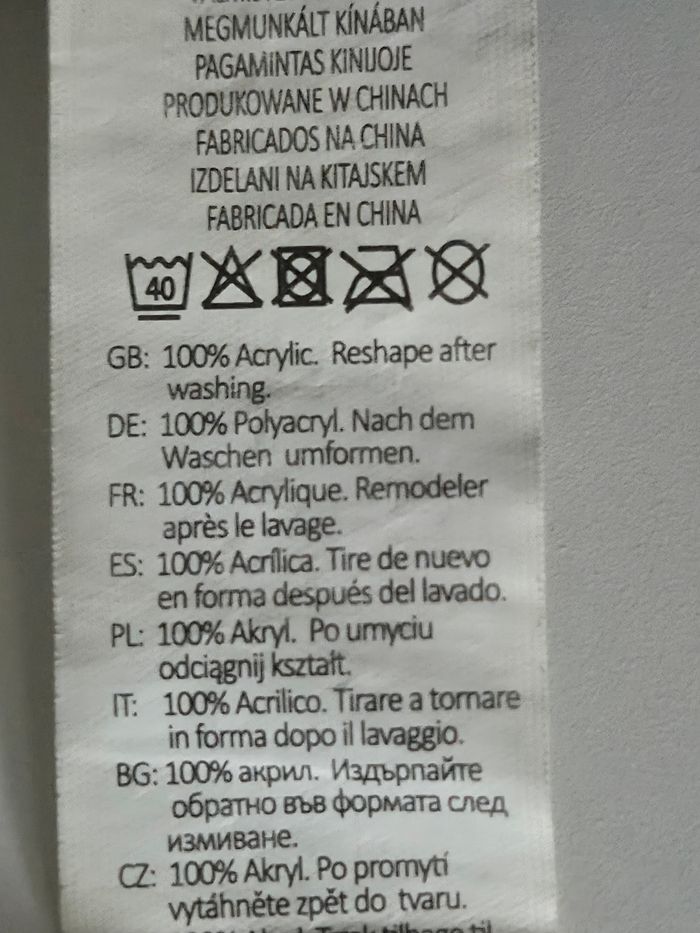 MEGMUNKÁLT KÍNÁBAN
PAGAMINTAS KINIJOJE
PRODUKOWANE W CHINACH
FABRICADOS NA CHINA
IZDELANI NA KITAJSKEM
FABRICADA EN CHINA
40
GB: 100% Acrylic. Reshape after
washing.
DE: 100% Polyacryl. Nach dem
Waschen umformen.
FR: 100% Acrylique. Remodeler
après le lavage.
ES: 100% Acrílica. Tire de nuevo
en forma después del lavado.
PL: 100% Akryl. Po umyciu
odciągnij kształt.
IT: 100% Acrilico. Tirare a tornare
in forma dopo il lavaggio.
BG: 100% акрил. Издърпайте
обратно във формата след
измиване.
CZ: 100% Akryl. Po promytí
vytáhněte zpět do tvaru.